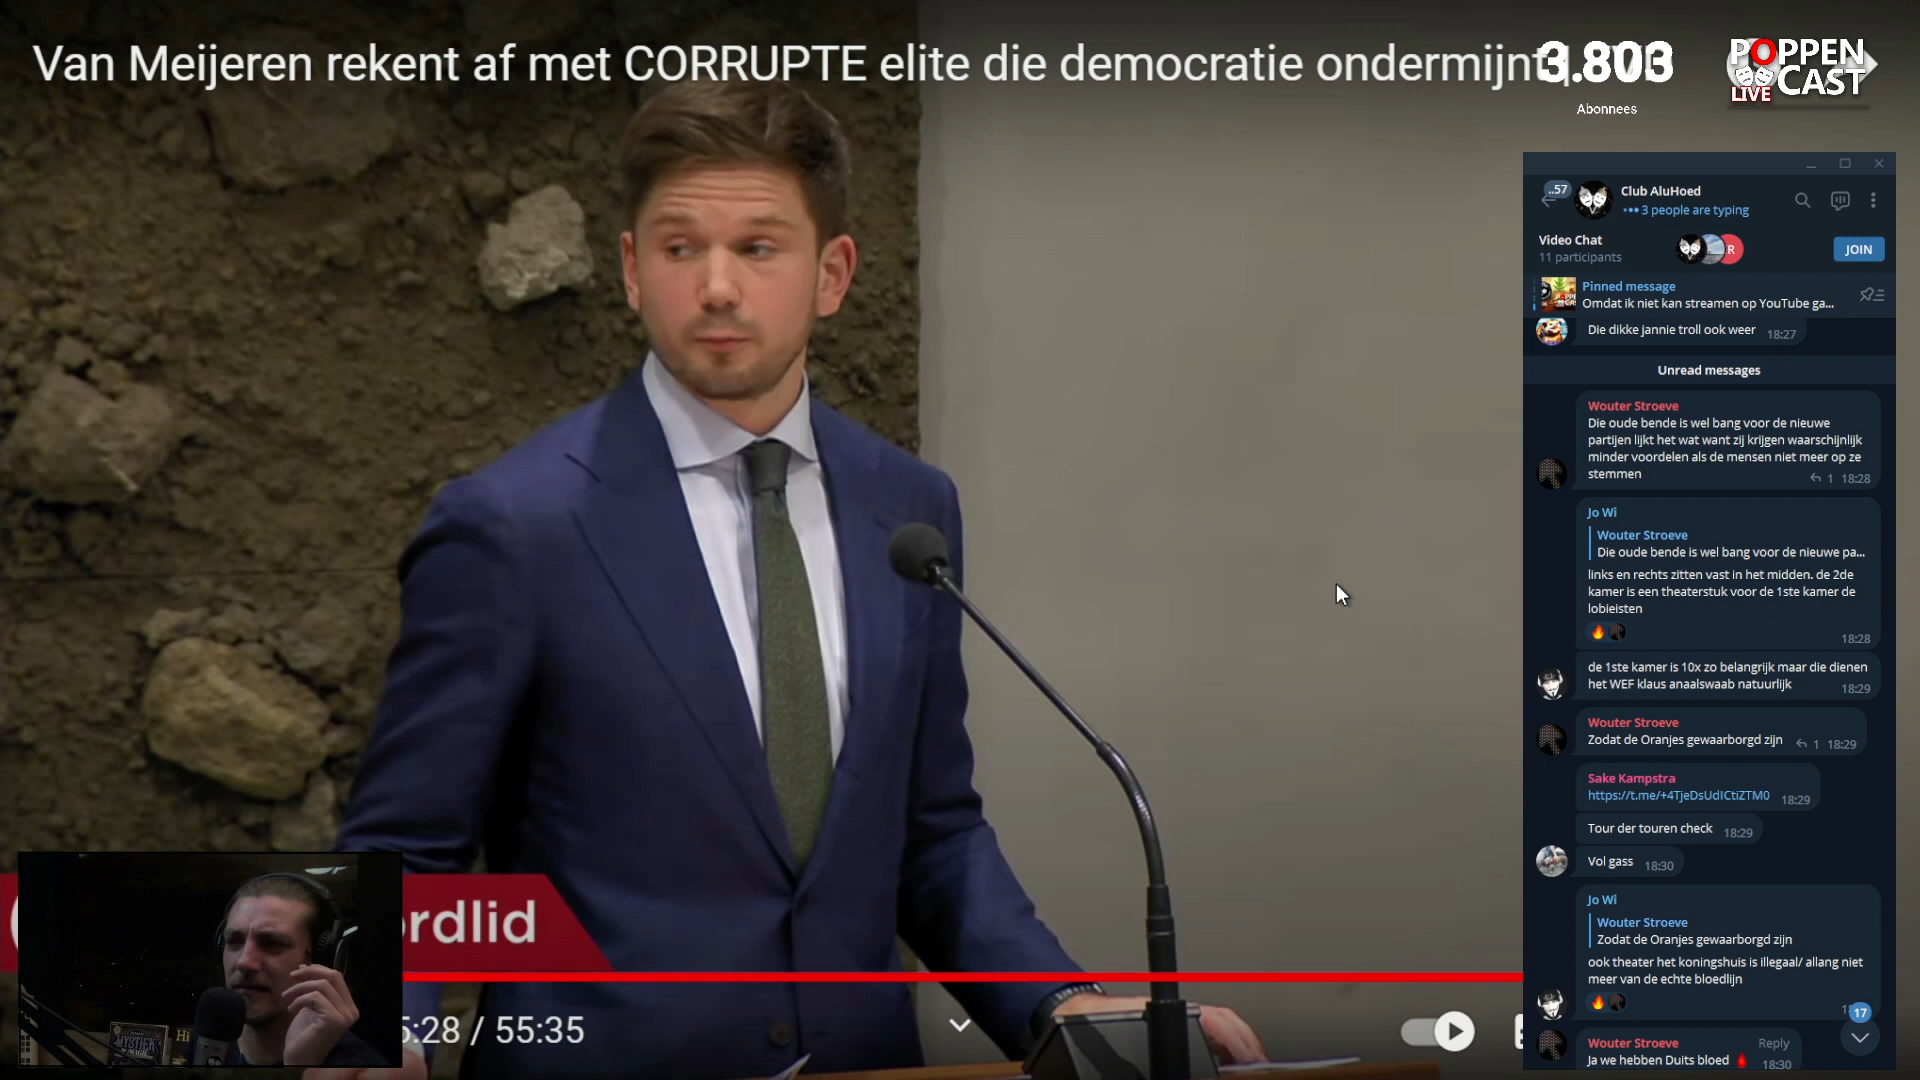 Van Meijeren rekent af met CORRUPTE elite die democratie ondermijnt
3.803
Abonnees
POPPEN
CAST
LIVE
..57
Club AluHoed
3 people are typing
Video Chat
11 participants
R
JOIN
Pinned message
Omdat ik niet kan streamen op YouTube ga...
Die dikke jannie troll ook weer 18:27
Unread messages
Wouter Stroeve
Die oude bende is wel bang voor de nieuwe
partijen lijkt het wat want zij krijgen waarschijnlijk
minder voordelen als de mensen niet meer op ze
stemmen
1 18:28
Jo Wi
Wouter Stroeve
Die oude bende is wel bang voor de nieuwe pa...
links en rechts zitten vast in het midden. de 2de
kamer is een theaterstuk voor de 1ste kamer de
lobieisten
18:28
de 1ste kamer is 10x zo belangrijk maar die dienen
het WEF klaus anaalswaab natuurlijk 18:29
Wouter Stroeve
Zodat de Oranjes gewaarborgd zijn 1 18:29
Sake Kampstra
https://t.me/+4TjeDsUdICtiZTM0 18:29
Tour der touren check 18:29
Vol gass 18:30
Jo Wi
Wouter Stroeve
Zodat de Oranjes gewaarborgd zijn
ook theater het koningshuis is illegaal/ allang niet
meer van de echte bloedlijn
17
Wouter Stroeve Reply
Ja we hebben Duits bloed 18:30
rdlid
5:28 / 55:35
MYSTIEK